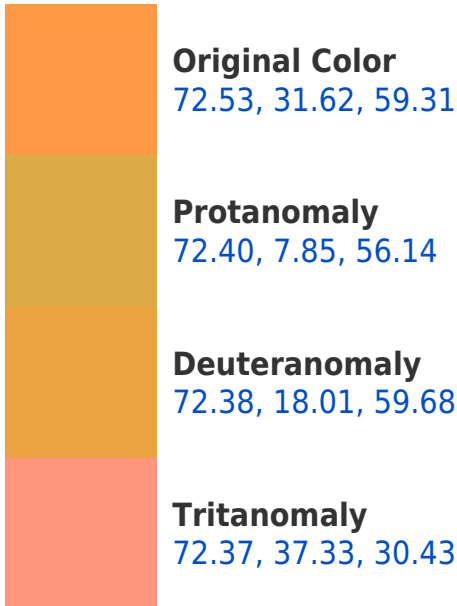 Original Color
72.53, 31.62, 59.31
Protanomaly
72.40, 7.85, 56.14
Deuteranomaly
72.38, 18.01, 59.68
Tritanomaly
72.37, 37.33, 30.43